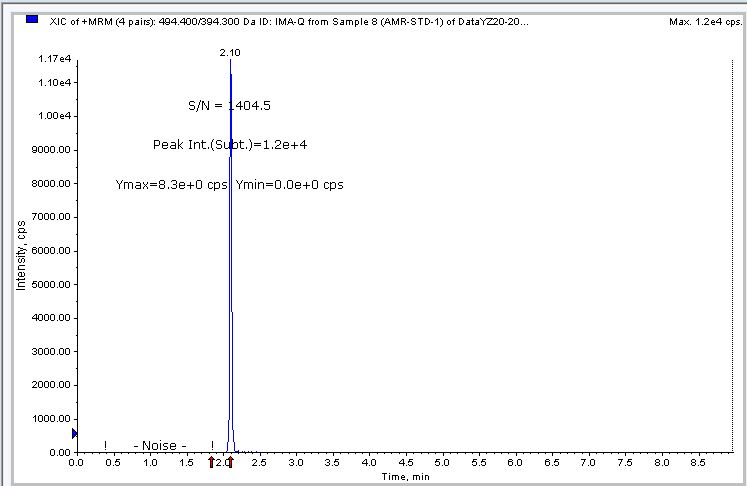 XIC of +MRM (4 pairs): 494.400/394.300 Da ID: IMA-Q from Sample 8 (AMR-STD-1) of DataYZ20-20...
Max. 1.2e4 cps.
2.10
1.17e4
1.10e4
S/N = 1404.5
1.00e4
Peak Int.(Subt.)=1.2e+4
9000.00
Ymax=8.3e+0 cps Ymin=0.0e+0 cps
8000.00
7000.00
6000.00
5000.00
4000.00
3000.00
2000.00
1000.00
0.00
Intensity, cps
! - Noise - !
0.0 0.5 1.0 1.5 2.0 2.5 3.0 3.5 4.0 4.5 5.0 5.5 6.0 6.5 7.0 7.5 8.0 8.5
Time, min